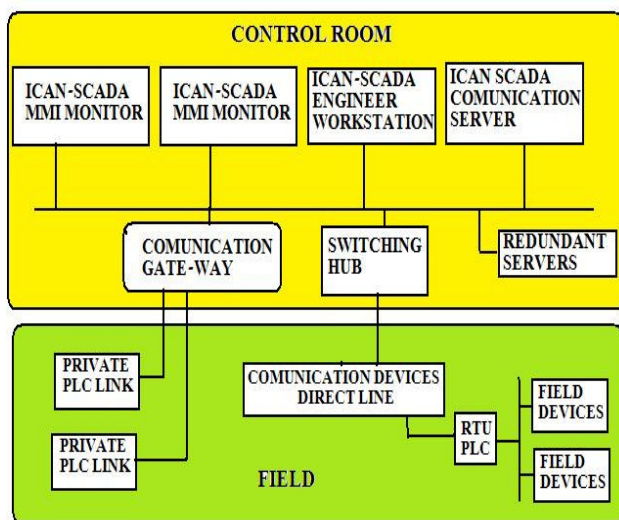 CONTROL ROOM
ICAN-SCADA
MMI MONITOR
ICAN-SCADA
MMI MONITOR
ICAN-SCADA
ENGINEER
WORKSTATION
ICAN SCADA
COMUNICATION
SERVER
COMUNICATION
GATE-WAY
SWITCHING
HUB
REDUNDANT
SERVERS
PRIVATE
PLC LINK
PRIVATE
PLC LINK
COMUNICATION DEVICES
DIRECT LINE
RTU
PLC
FIELD
DEVICES
FIELD
DEVICES
FIELD